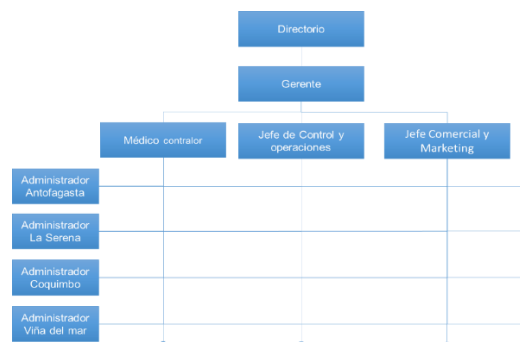 Directorio
Gerente
Médico contralor
Jefe de Control y
operaciones
Jefe Comercial y
Marketing
Administrador
Antofagasta
Administrador
La Serena
Administrador
Coquimbo
Administrador
Viña del mar